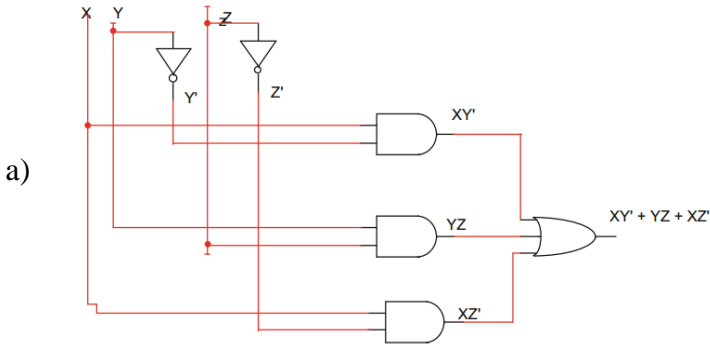 X Y Z
Y'
Z'
XY'
a)
YZ
XY' + YZ + XZ'
XZ'